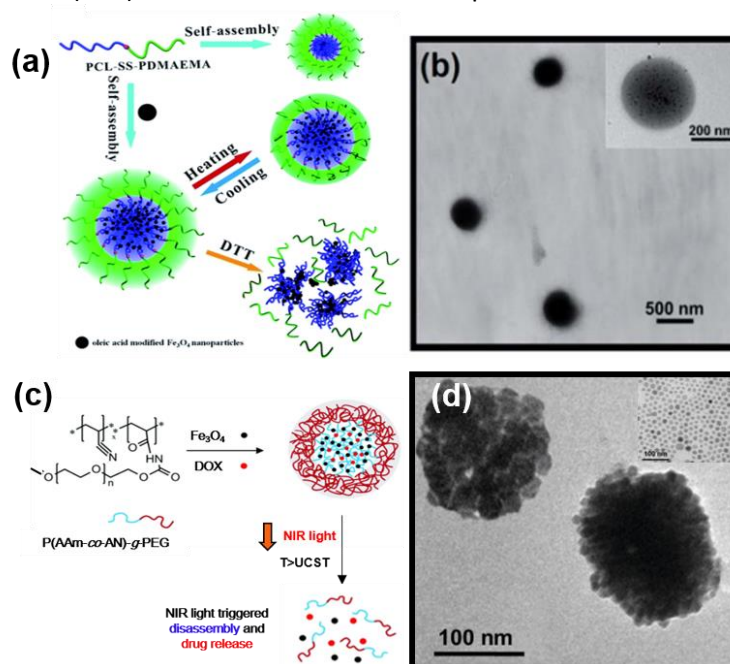 Self-assembly
(a)
PCL-SS-PDMAEMA
Self-assembly
Heating
Cooling
DTT
oleic acid modified Fe3O4 nanoparticles
(b)
200 nm
500 nm
(c)
Fe3O4
DOX
n
P(AAm-co-AN)-g-PEG
NIR light
T>UCST
NIR light triggered
disassembly and
drug release
(d)
100 nm
100 nm